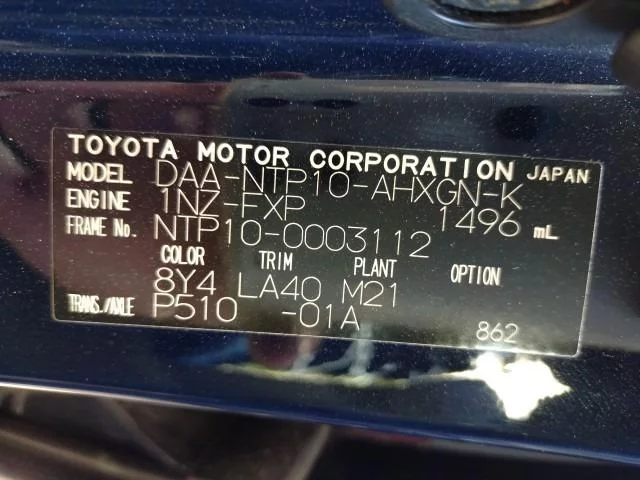 TOYOTA MOTOR CORPORATION JAPAN
MODEL DAA-NTP10-AHXGN-K
ENGINE 1NZ-FXP 1496 mL
FRAME No. NTP10-0003112
COLOR TRIM PLANT OPTION
8Y4 LA40 M21
TRANS./AXLE P510 -01A 862